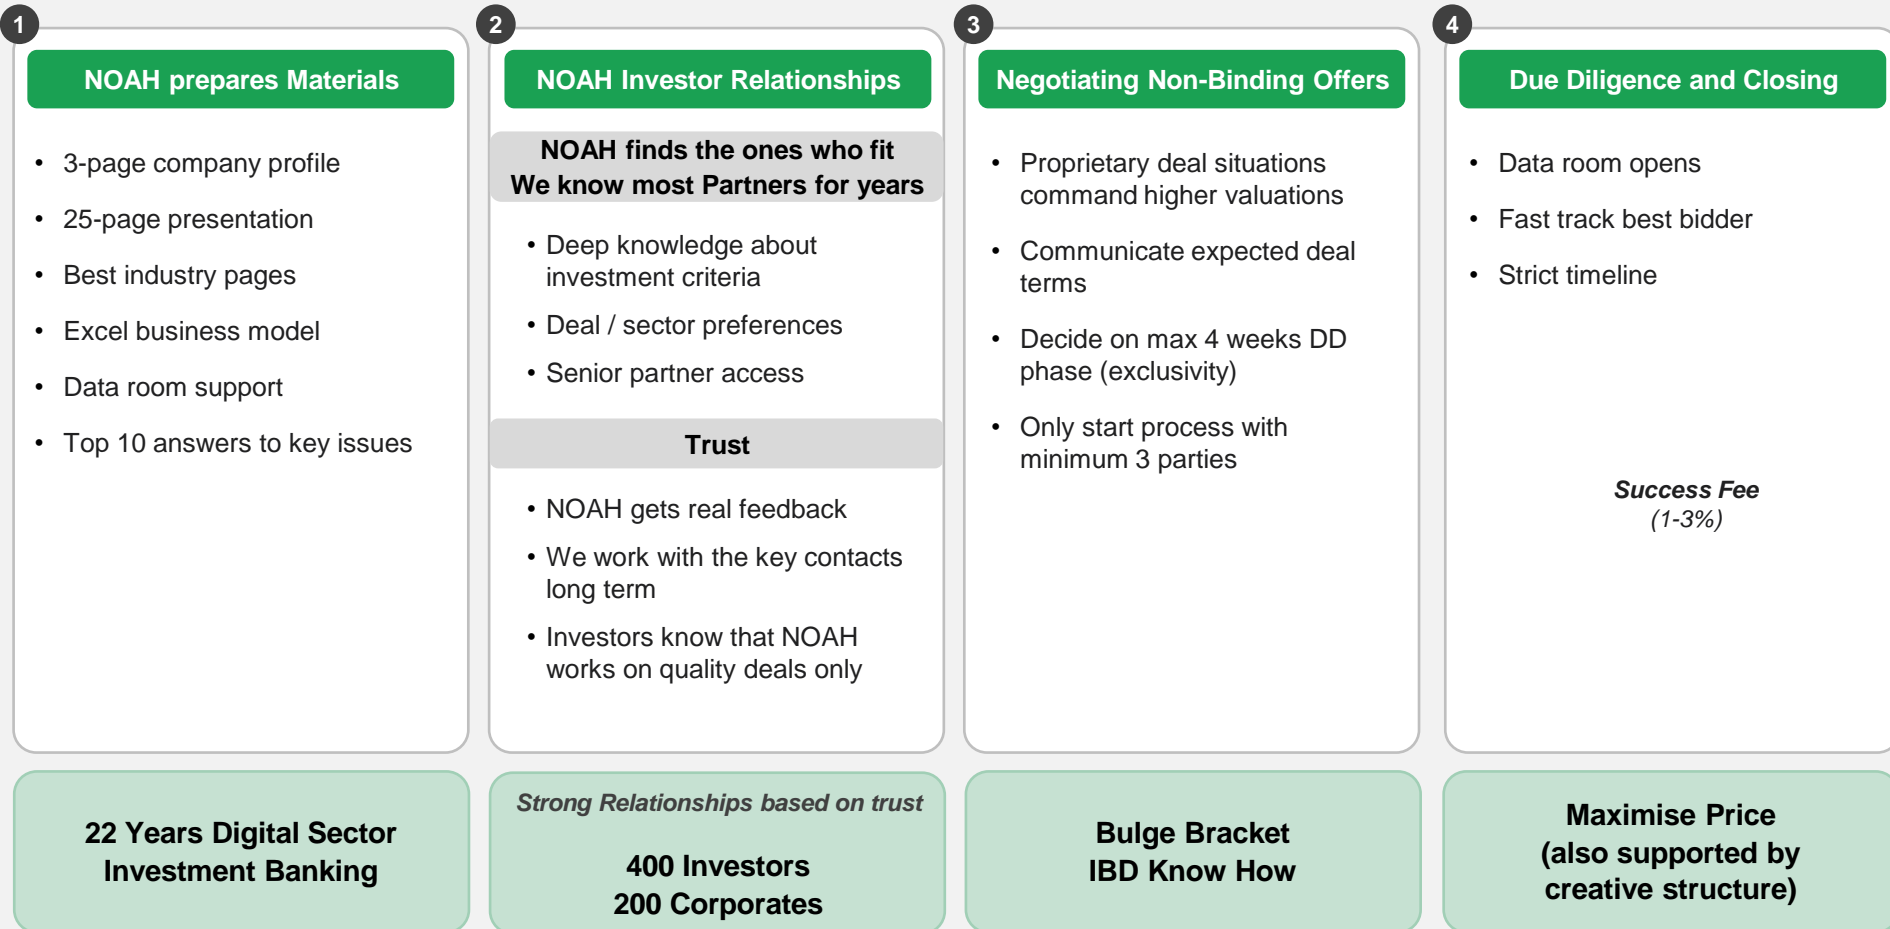 1
NOAH prepares Materials
• 3-page company profile
• 25-page presentation
• Best industry pages
• Excel business model
• Data room support
• Top 10 answers to key issues
22 Years Digital Sector
Investment Banking
2
NOAH Investor Relationships
NOAH finds the ones who fit
We know most Partners for years
• Deep knowledge about
investment criteria
• Deal / sector preferences
• Senior partner access
Trust
• NOAH gets real feedback
• We work with the key contacts
long term
• Investors know that NOAH
works on quality deals only
Strong Relationships based on trust
400 Investors
200 Corporates
3
Negotiating Non-Binding Offers
• Proprietary deal situations
command higher valuations
• Communicate expected deal
terms
• Decide on max 4 weeks DD
phase (exclusivity)
• Only start process with
minimum 3 parties
Bulge Bracket
IBD Know How
4
Due Diligence and Closing
• Data room opens
• Fast track best bidder
• Strict timeline
Success Fee
(1-3%)
Maximise Price
(also supported by
creative structure)